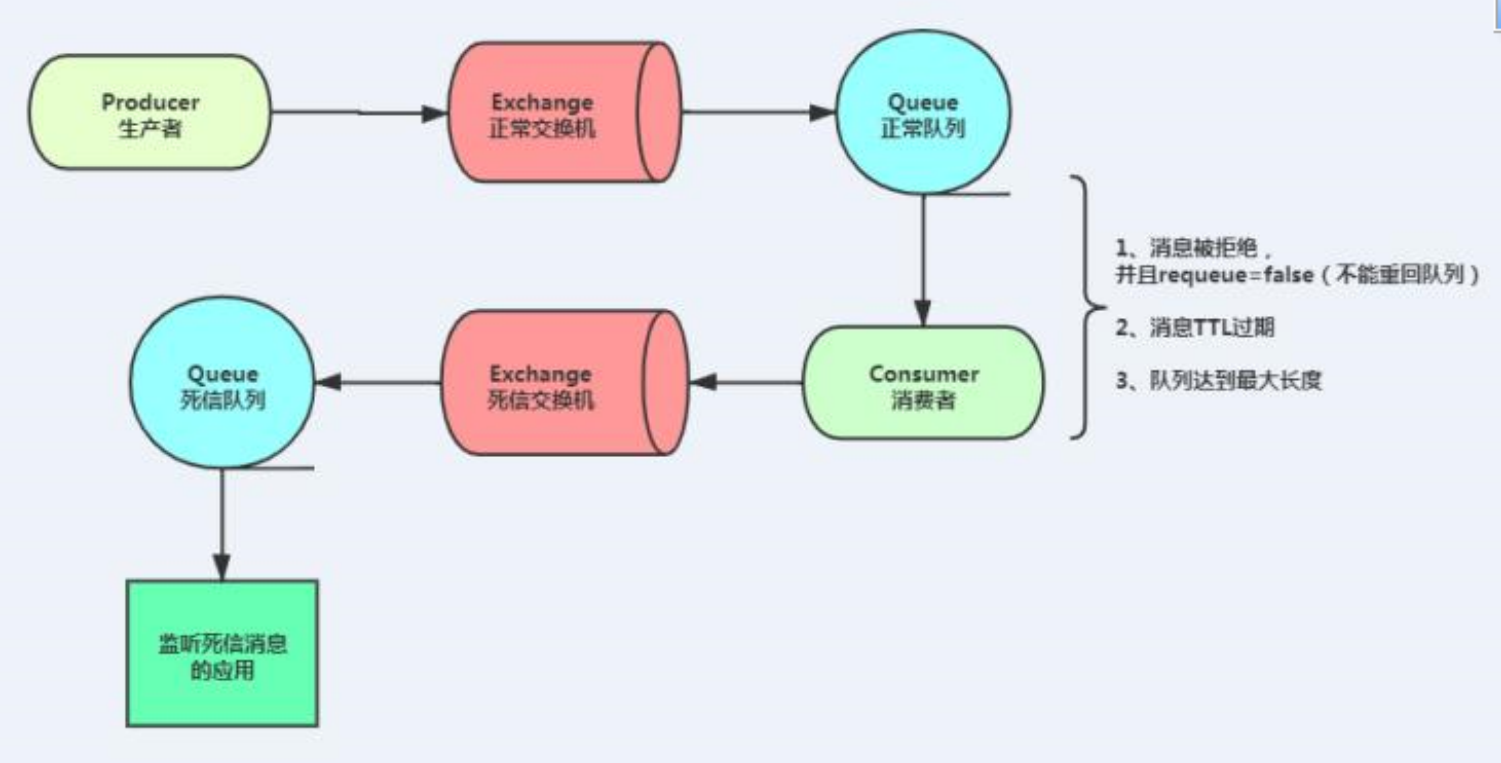 Producer
生产者
Exchange
正常交换机
Queue
正常队列
1、消息被拒绝，
并且requeue=false（不能重回队列）
2、消息TTL过期
3、队列达到最大长度
Queue
死信队列
Exchange
死信交换机
Consumer
消费者
监听死信消息
的应用